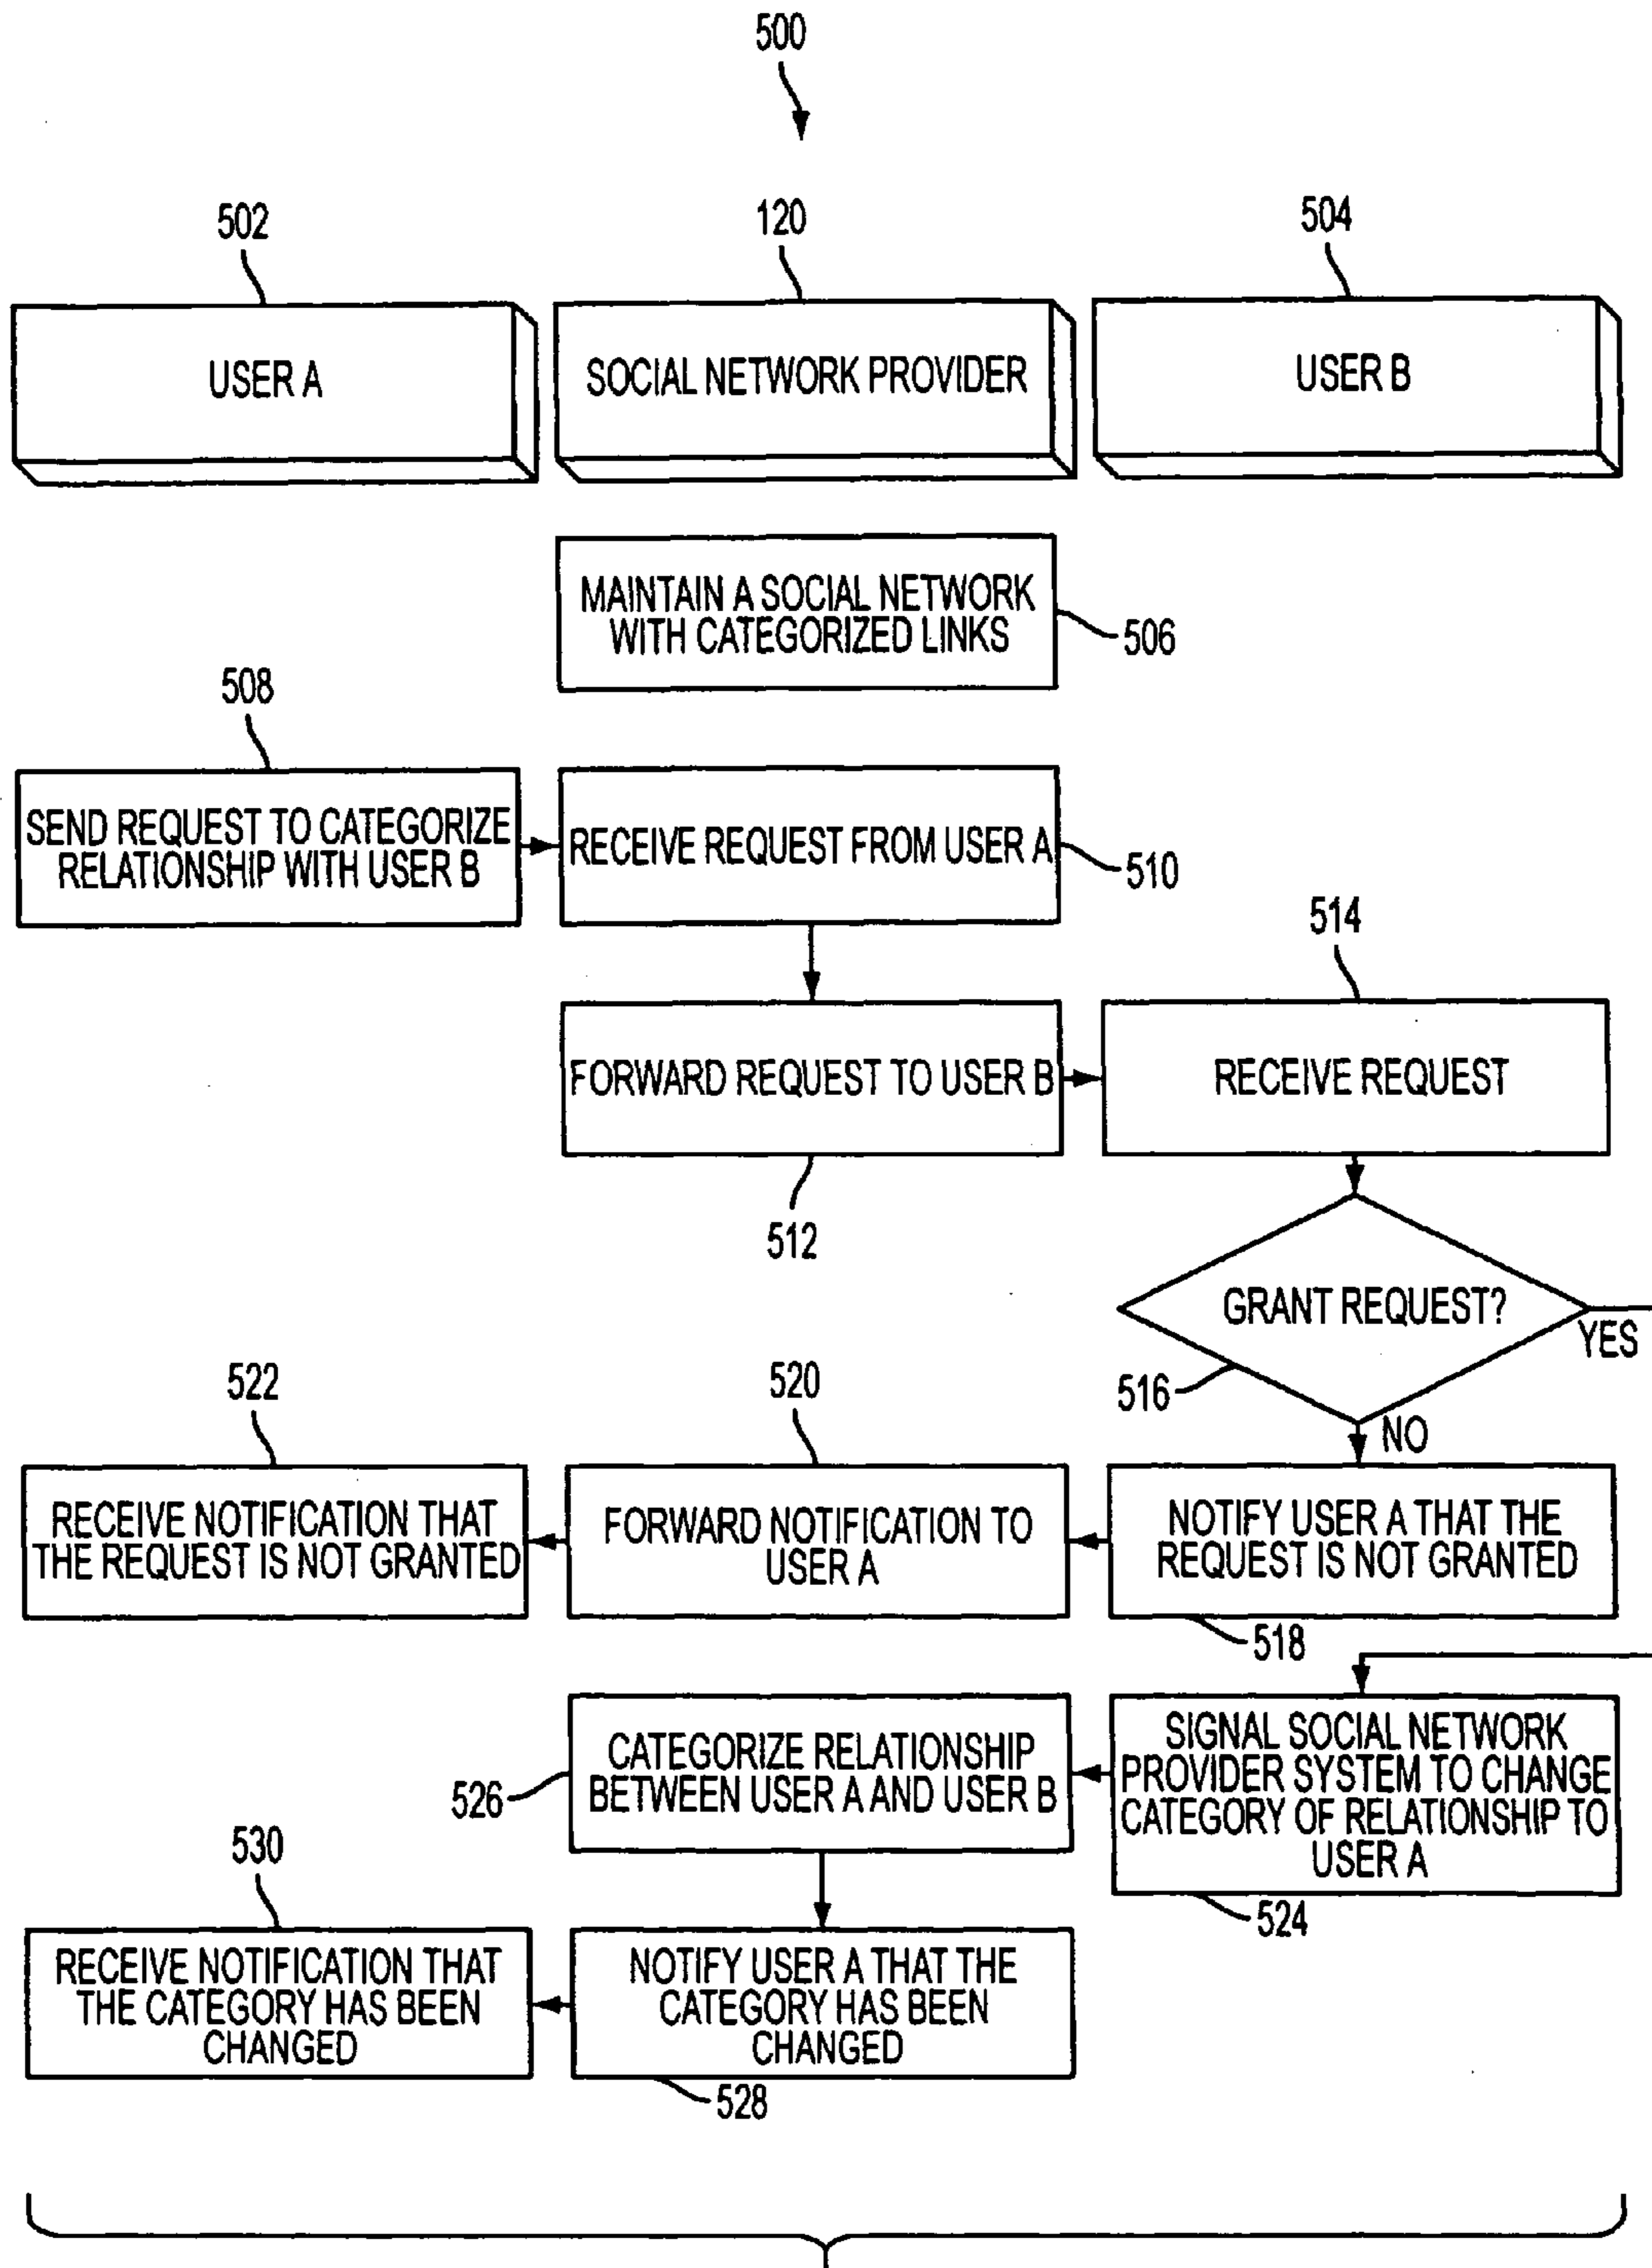 500
502
120
504
USER A
SOCIAL NETWORK PROVIDER
USER B
MAINTAIN A SOCIAL NETWORK
WITH CATEGORIZED LINKS
506
508
SEND REQUEST TO CATEGORIZE
RELATIONSHIP WITH USER B
RECEIVE REQUEST FROM USER A
510
514
FORWARD REQUEST TO USER B
RECEIVE REQUEST
512
GRANT REQUEST?
YES
516
NO
522
520
RECEIVE NOTIFICATION THAT
THE REQUEST IS NOT GRANTED
FORWARD NOTIFICATION TO
USER A
NOTIFY USER A THAT THE
REQUEST IS NOT GRANTED
518
CATEGORIZE RELATIONSHIP
BETWEEN USER A AND USER B
526
SIGNAL SOCIAL NETWORK
PROVIDER SYSTEM TO CHANGE
CATEGORY OF RELATIONSHIP TO
USER A
524
530
RECEIVE NOTIFICATION THAT
THE CATEGORY HAS BEEN
CHANGED
NOTIFY USER A THAT THE
CATEGORY HAS BEEN
CHANGED
528